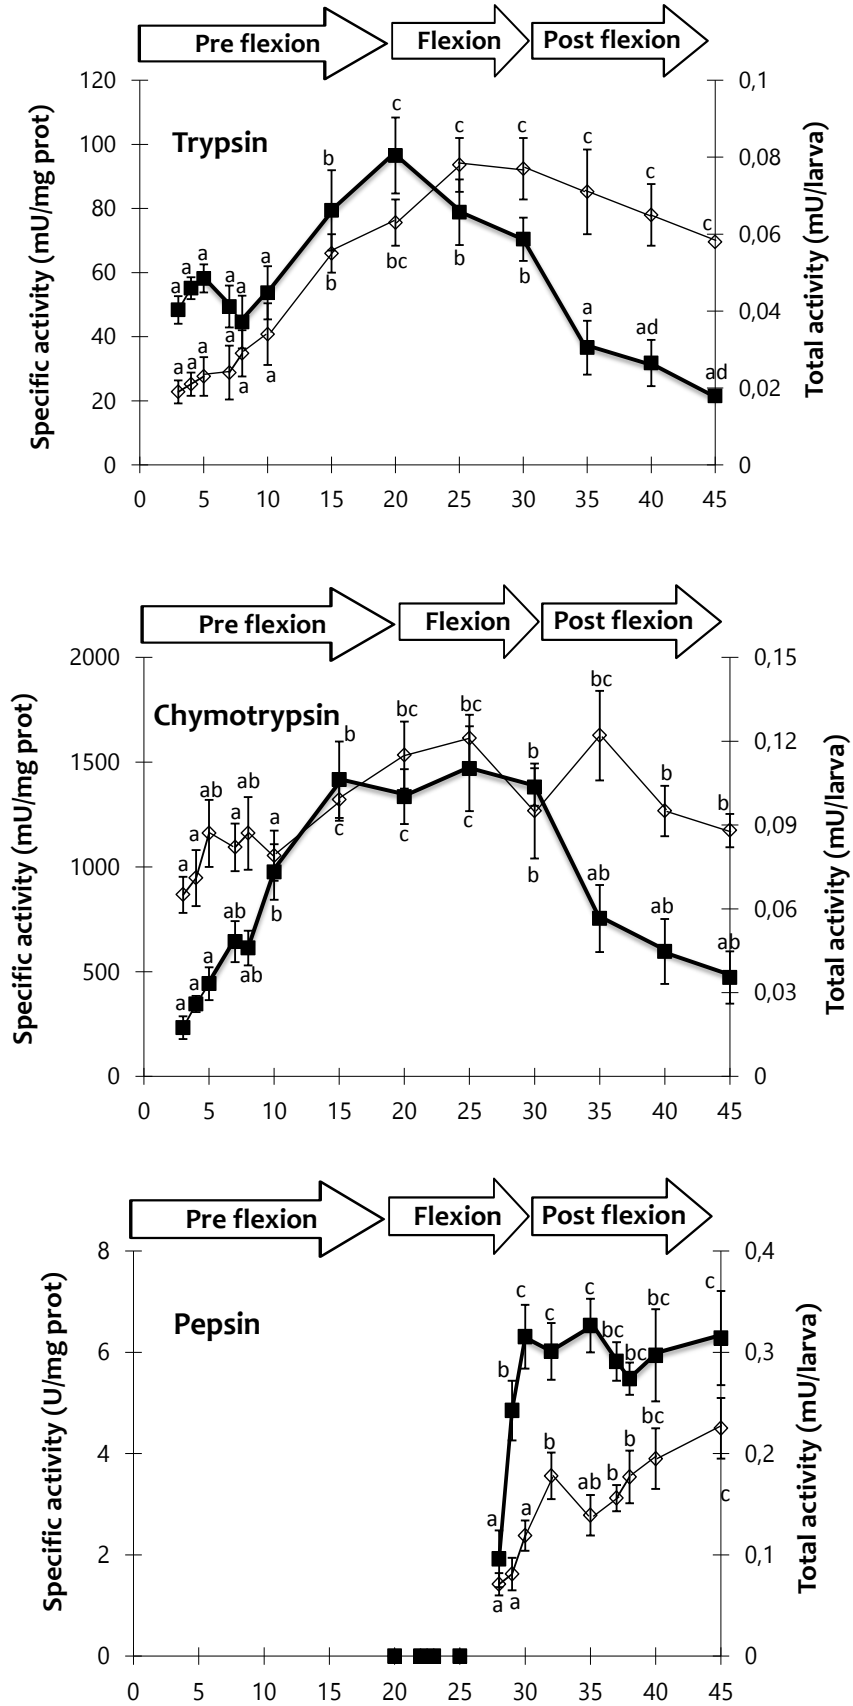 Pre flexion Flexion Post flexion
120 0,1
Trypsin
c
100
c c c
b
0,08
80
c
c
a a a a a a
bc b b
0,06
60
b
a a a a
0,04
40
a
ad
a a
ad
0,02
20
0 0
0 5 10 15 20 25 30 35 40 45
Specific activity (mU/mg prot)
Total activity (mU/larva)
Pre flexion Flexion Post flexion
2000 0,15
Chymotrypsin
bc
bc bc
b
b
0,12
1500
ab ab b b
a a a
c c c
0,09
1000
b
ab
ab
b
ab
a
ab
0,06
ab
500
a a
0,03
0 0
0 5 10 15 20 25 30 35 40 45
Specific activity (mU/mg prot)
Total activity (mU/larva)
Pre flexion Flexion Post flexion
8 0,4
Pepsin
c c c bc c
bc
bc
6 0,3
b
bc
b b
4 0,2
ab b
c
a a
2 0,1
a a
0 0
0 5 10 15 20 25 30 35 40 45
Specific activity (U/mg prot)
Total activity (mU/larva)